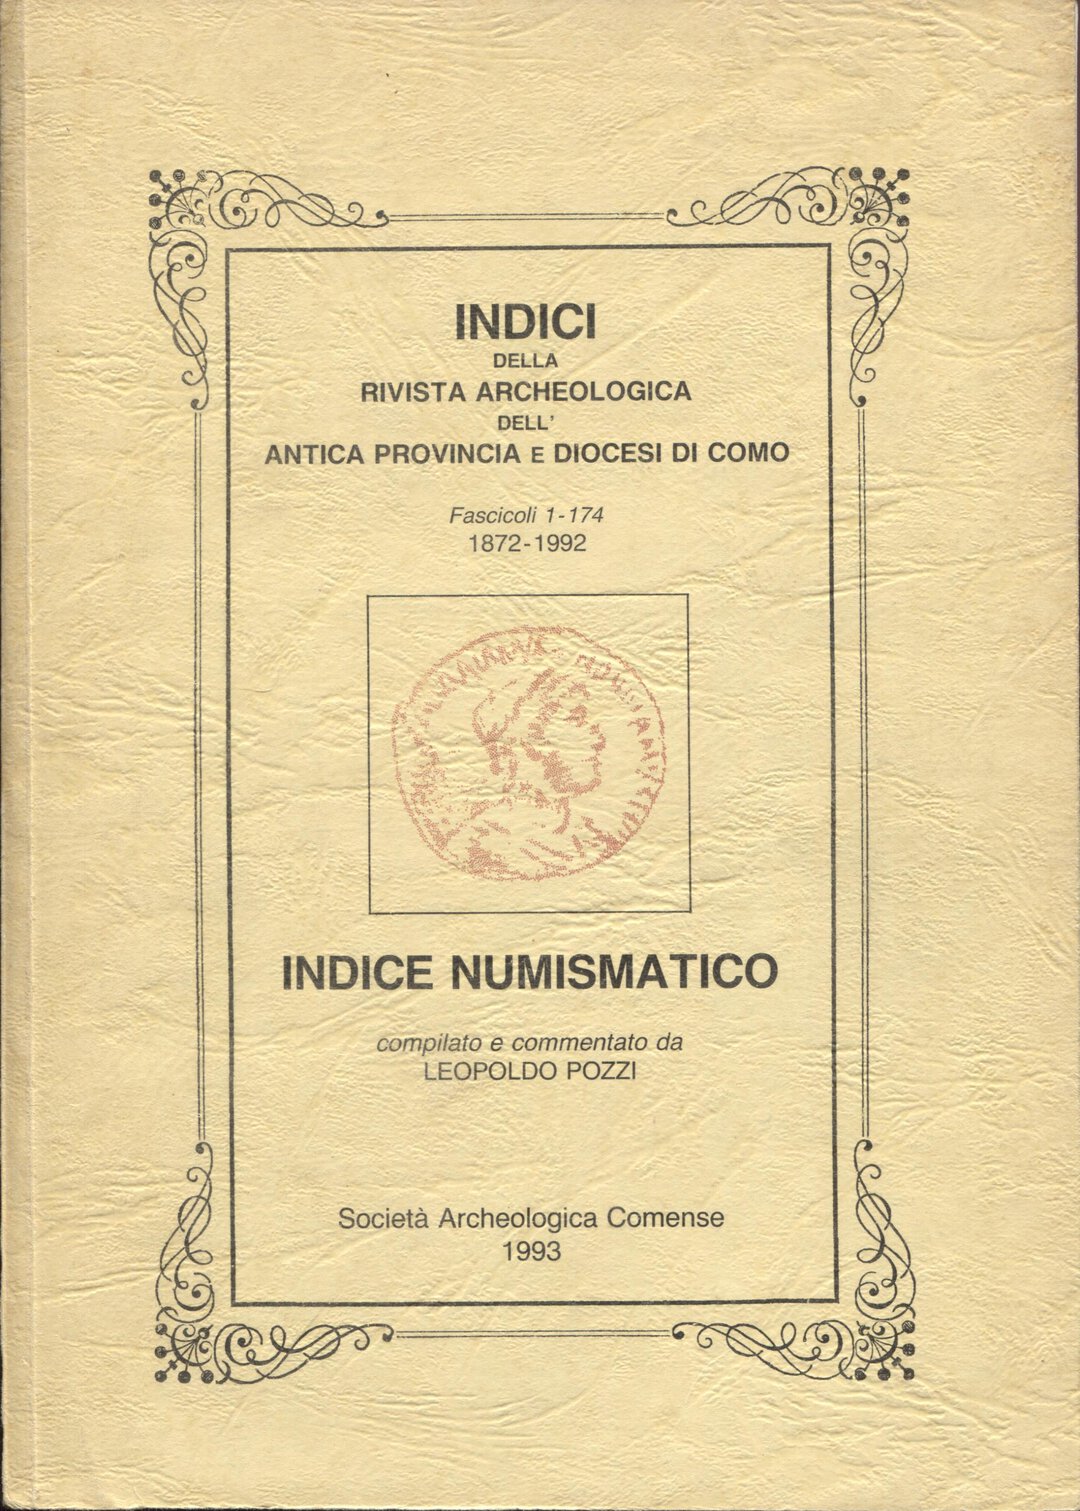 INDICI
DELLA
RIVISTA ARCHEOLOGICA
DELL'
ANTICA PROVINCIA E DIOCESI DI COMO
Fascicoli 1-174
1872-1992
INDICE NUMISMATICO
compilato e commentato da
LEOPOLDO POZZI
Società Archeologica Comense
1993